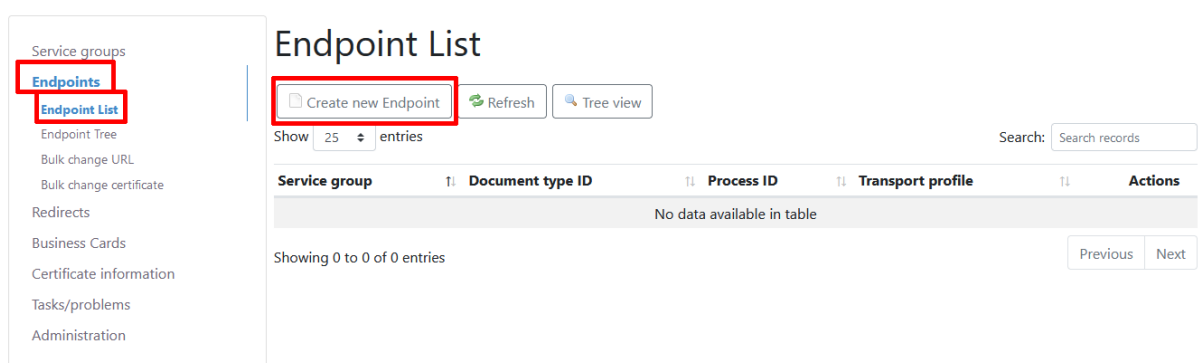 Service groups
Endpoints
Endpoint List
Endpoint Tree
Bulk change URL
Bulk change certificate
Redirects
Business Cards
Certificate information
Tasks/problems
Administration
Endpoint List
Create new Endpoint Refresh Tree view
Show 25 entries Search: Search records
Service group Document type ID Process ID Transport profile Actions
No data available in table
Showing 0 to 0 of 0 entries Previous Next